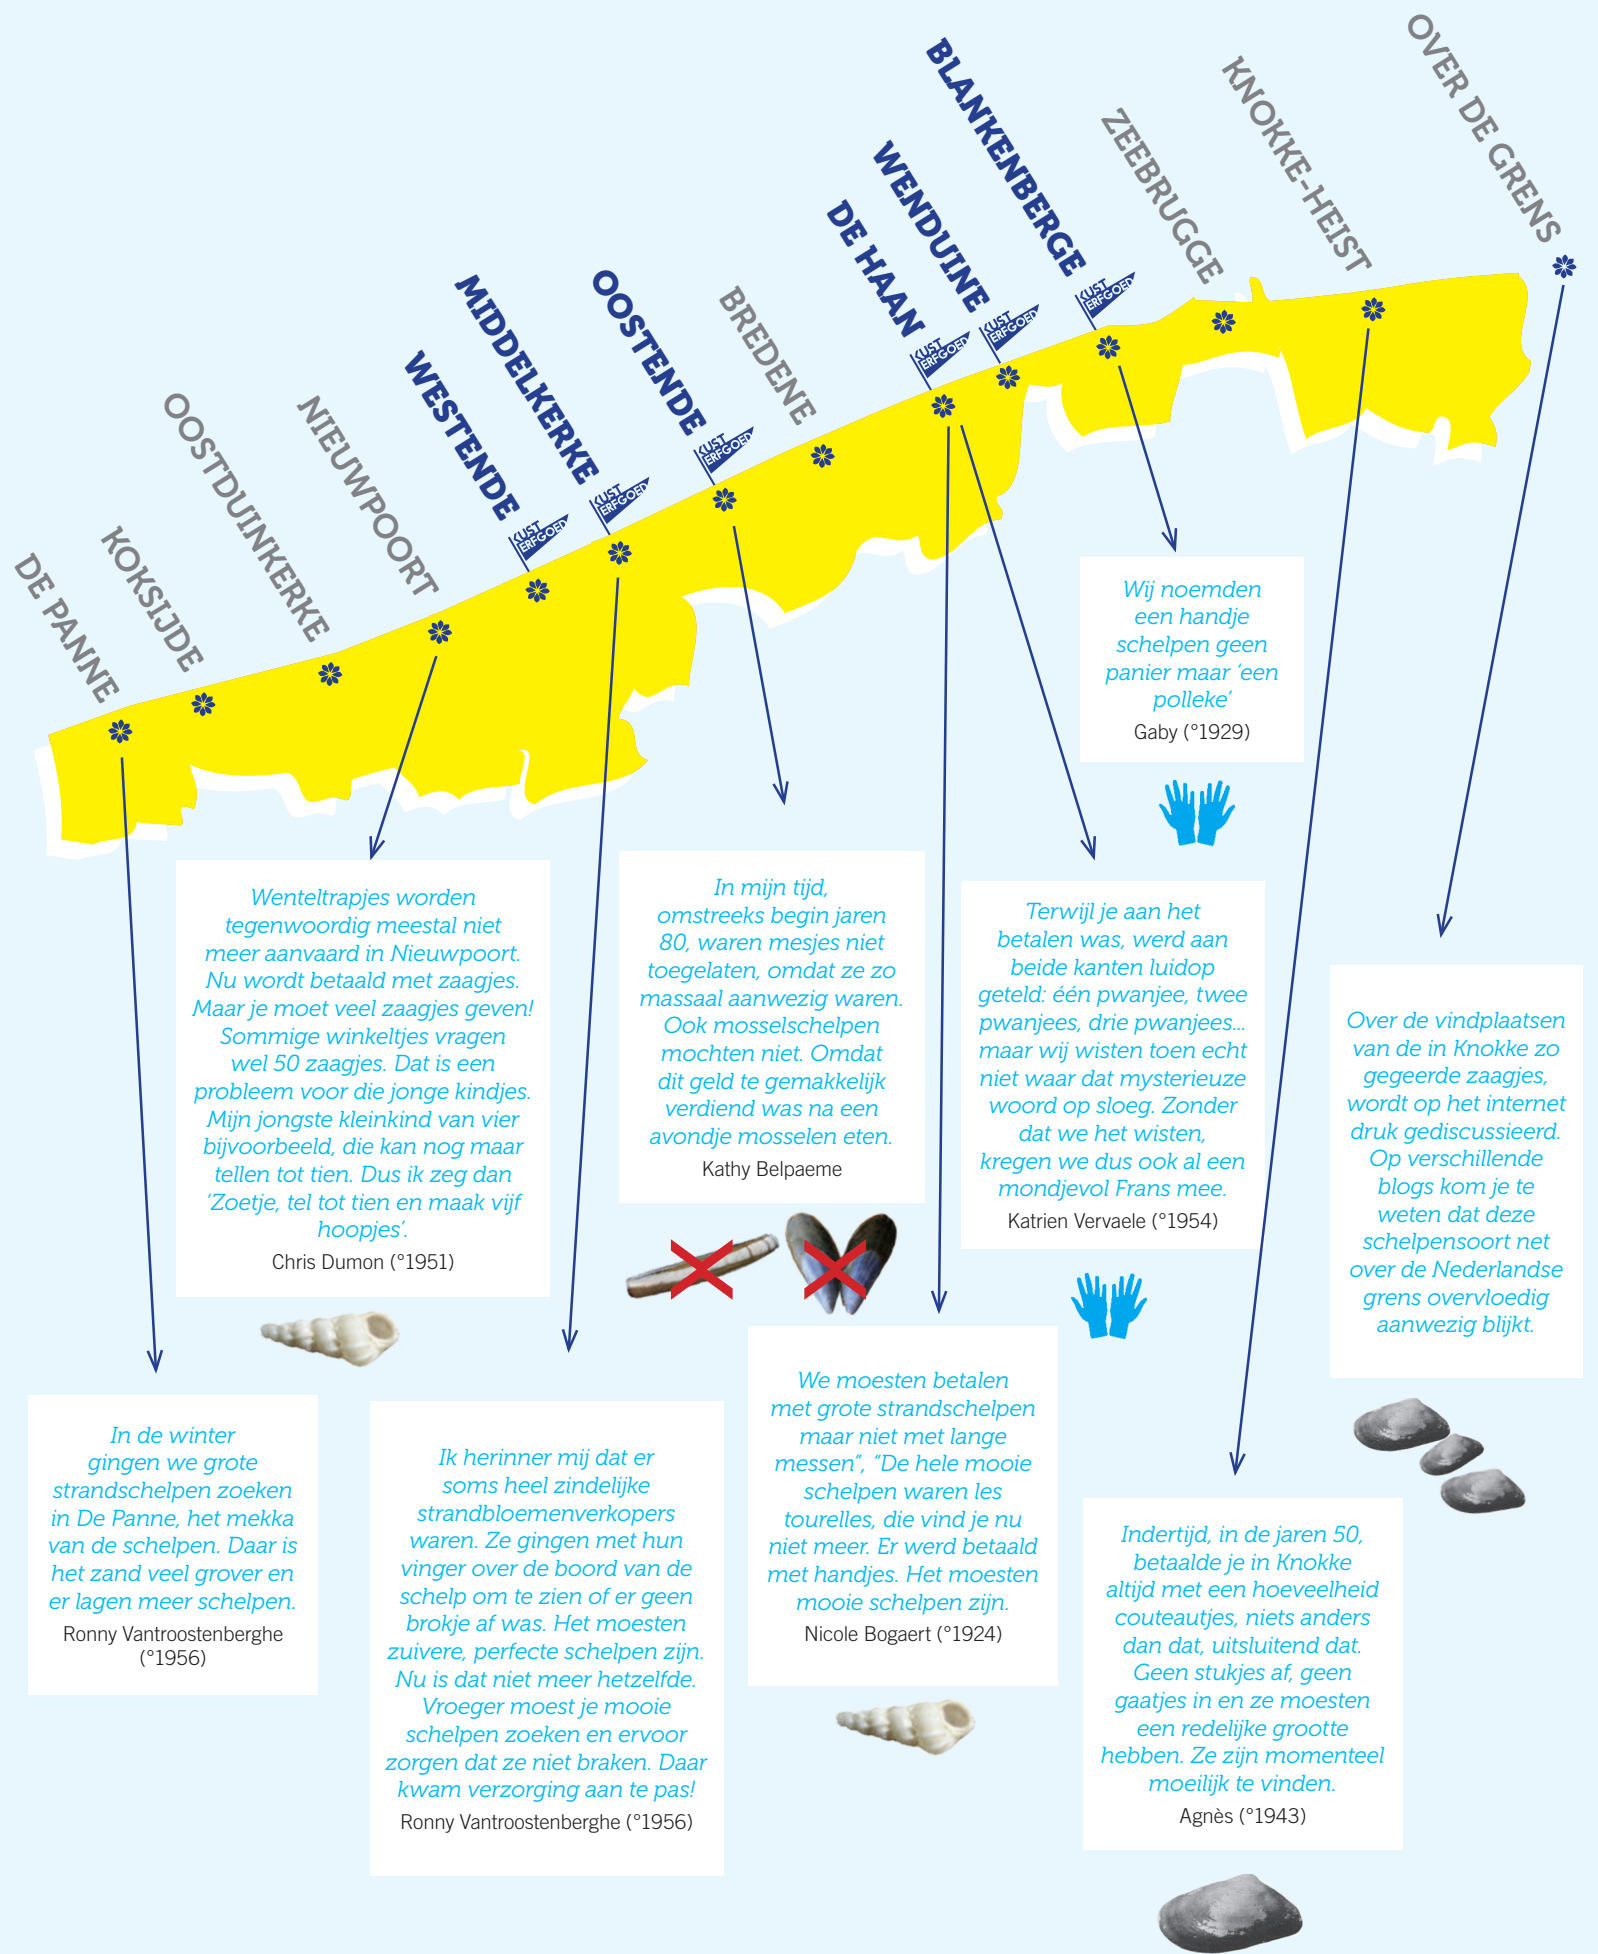 DE PANNE
KOKSIJDE
OOSTDUINKERKE
NIEUWPOORT
WESTENDE
MIDDELKERKE
OOSTENDE
BREDENE
DE HAAN
WENDUINE
BLANKENBERGE
ZEEBRUGGE
KNOKKE-HEIST
OVER DE GRENS
KUST
ERFGOED
KUST
ERFGOED
KUST
ERFGOED
KUST
ERFGOED
KUST
ERFGOED
KUST
ERFGOED
Wij noemden
een handje
schelpen geen
panier maar ‘een
polleke’
Gaby (°1929)
Wenteltrapjes worden
tegenwoordig meestal niet
meer aanvaard in Nieuwpoort.
Nu wordt betaald met zaagjes.
Maar je moet veel zaagjes geven!
Sommige winkeltjes vragen
wel 50 zaagjes. Dat is een
probleem voor die jonge kindjes.
Mijn jongste kleinkind van vier
bijvoorbeeld, die kan nog maar
tellen tot tien. Dus ik zeg dan
‘Zoetje, tel tot tien en maak vijf
hoopjes’.
Chris Dumon (°1951)
In mijn tijd,
omstreeks begin jaren
80, waren mesjes niet
toegelaten, omdat ze zo
massaal aanwezig waren.
Ook mosselschelpen
mochten niet. Omdat
dit geld te gemakkelijk
verdiend was na een
avondje mosselen eten.
Kathy Belpaeme
Terwijl je aan het
betalen was, werd aan
beide kanten luidop
geteld: één pwanjee, twee
pwanjees, drie pwanjees...
maar wij wisten toen echt
niet waar dat mysterieuze
woord op sloeg. Zonder
dat we het wisten,
kregen we dus ook al een
mondjevol Frans mee.
Katrien Vervaele (°1954)
Over de vindplaatsen
van de in Knokke zo
gegeerde zaagjes,
wordt op het internet
druk gediscussieerd.
Op verschillende
blogs kom je te
weten dat deze
schelpensoort net
over de Nederlandse
grens overvloedig
aanwezig blijkt.
In de winter
gingen we grote
strandschelpen zoeken
in De Panne, het mekka
van de schelpen. Daar is
het zand veel grover en
er lagen meer schelpen.
Ronny Vantroostenberghe
(°1956)
Ik herinner mij dat er
soms heel zindelijke
strandbloemenverkopers
waren. Ze gingen met hun
vinger over de boord van de
schelp om te zien of er geen
brokje af was. Het moesten
zuivere, perfecte schelpen zijn.
Nu is dat niet meer hetzelfde.
Vroeger moest je mooie
schelpen zoeken en ervoor
zorgen dat ze niet braken. Daar
kwam verzorging aan te pas!
Ronny Vantroostenberghe (°1956)
We moesten betalen
met grote strandschelpen
maar niet met lange
messen”, “De hele mooie
schelpen waren les
tourelles, die vind je nu
niet meer. Er werd betaald
met handjes. Het moesten
mooie schelpen zijn.
Nicole Bogaert (°1924)
Indertijd, in de jaren 50,
betaalde je in Knokke
altijd met een hoeveelheid
couteautjes, niets anders
dan dat, uitsluitend dat.
Geen stukjes af, geen
gaatjes in en ze moesten
een redelijke grootte
hebben. Ze zijn momenteel
moeilijk te vinden.
Agnès (°1943)